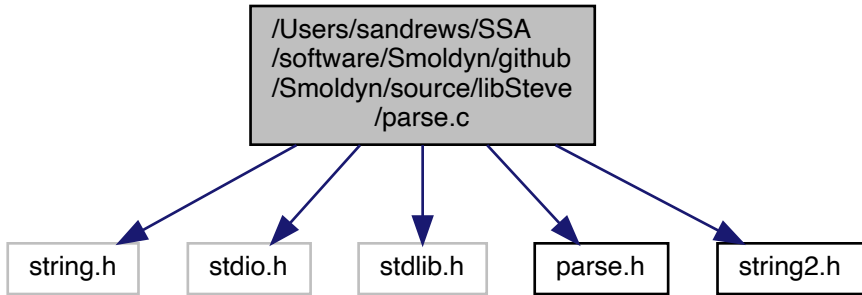 /Users/sandrews/SSA
/software/Smoldyn/github
/Smoldyn/source/libSteve
/parse.c
string.h
stdio.h
stdlib.h
parse.h
string2.h